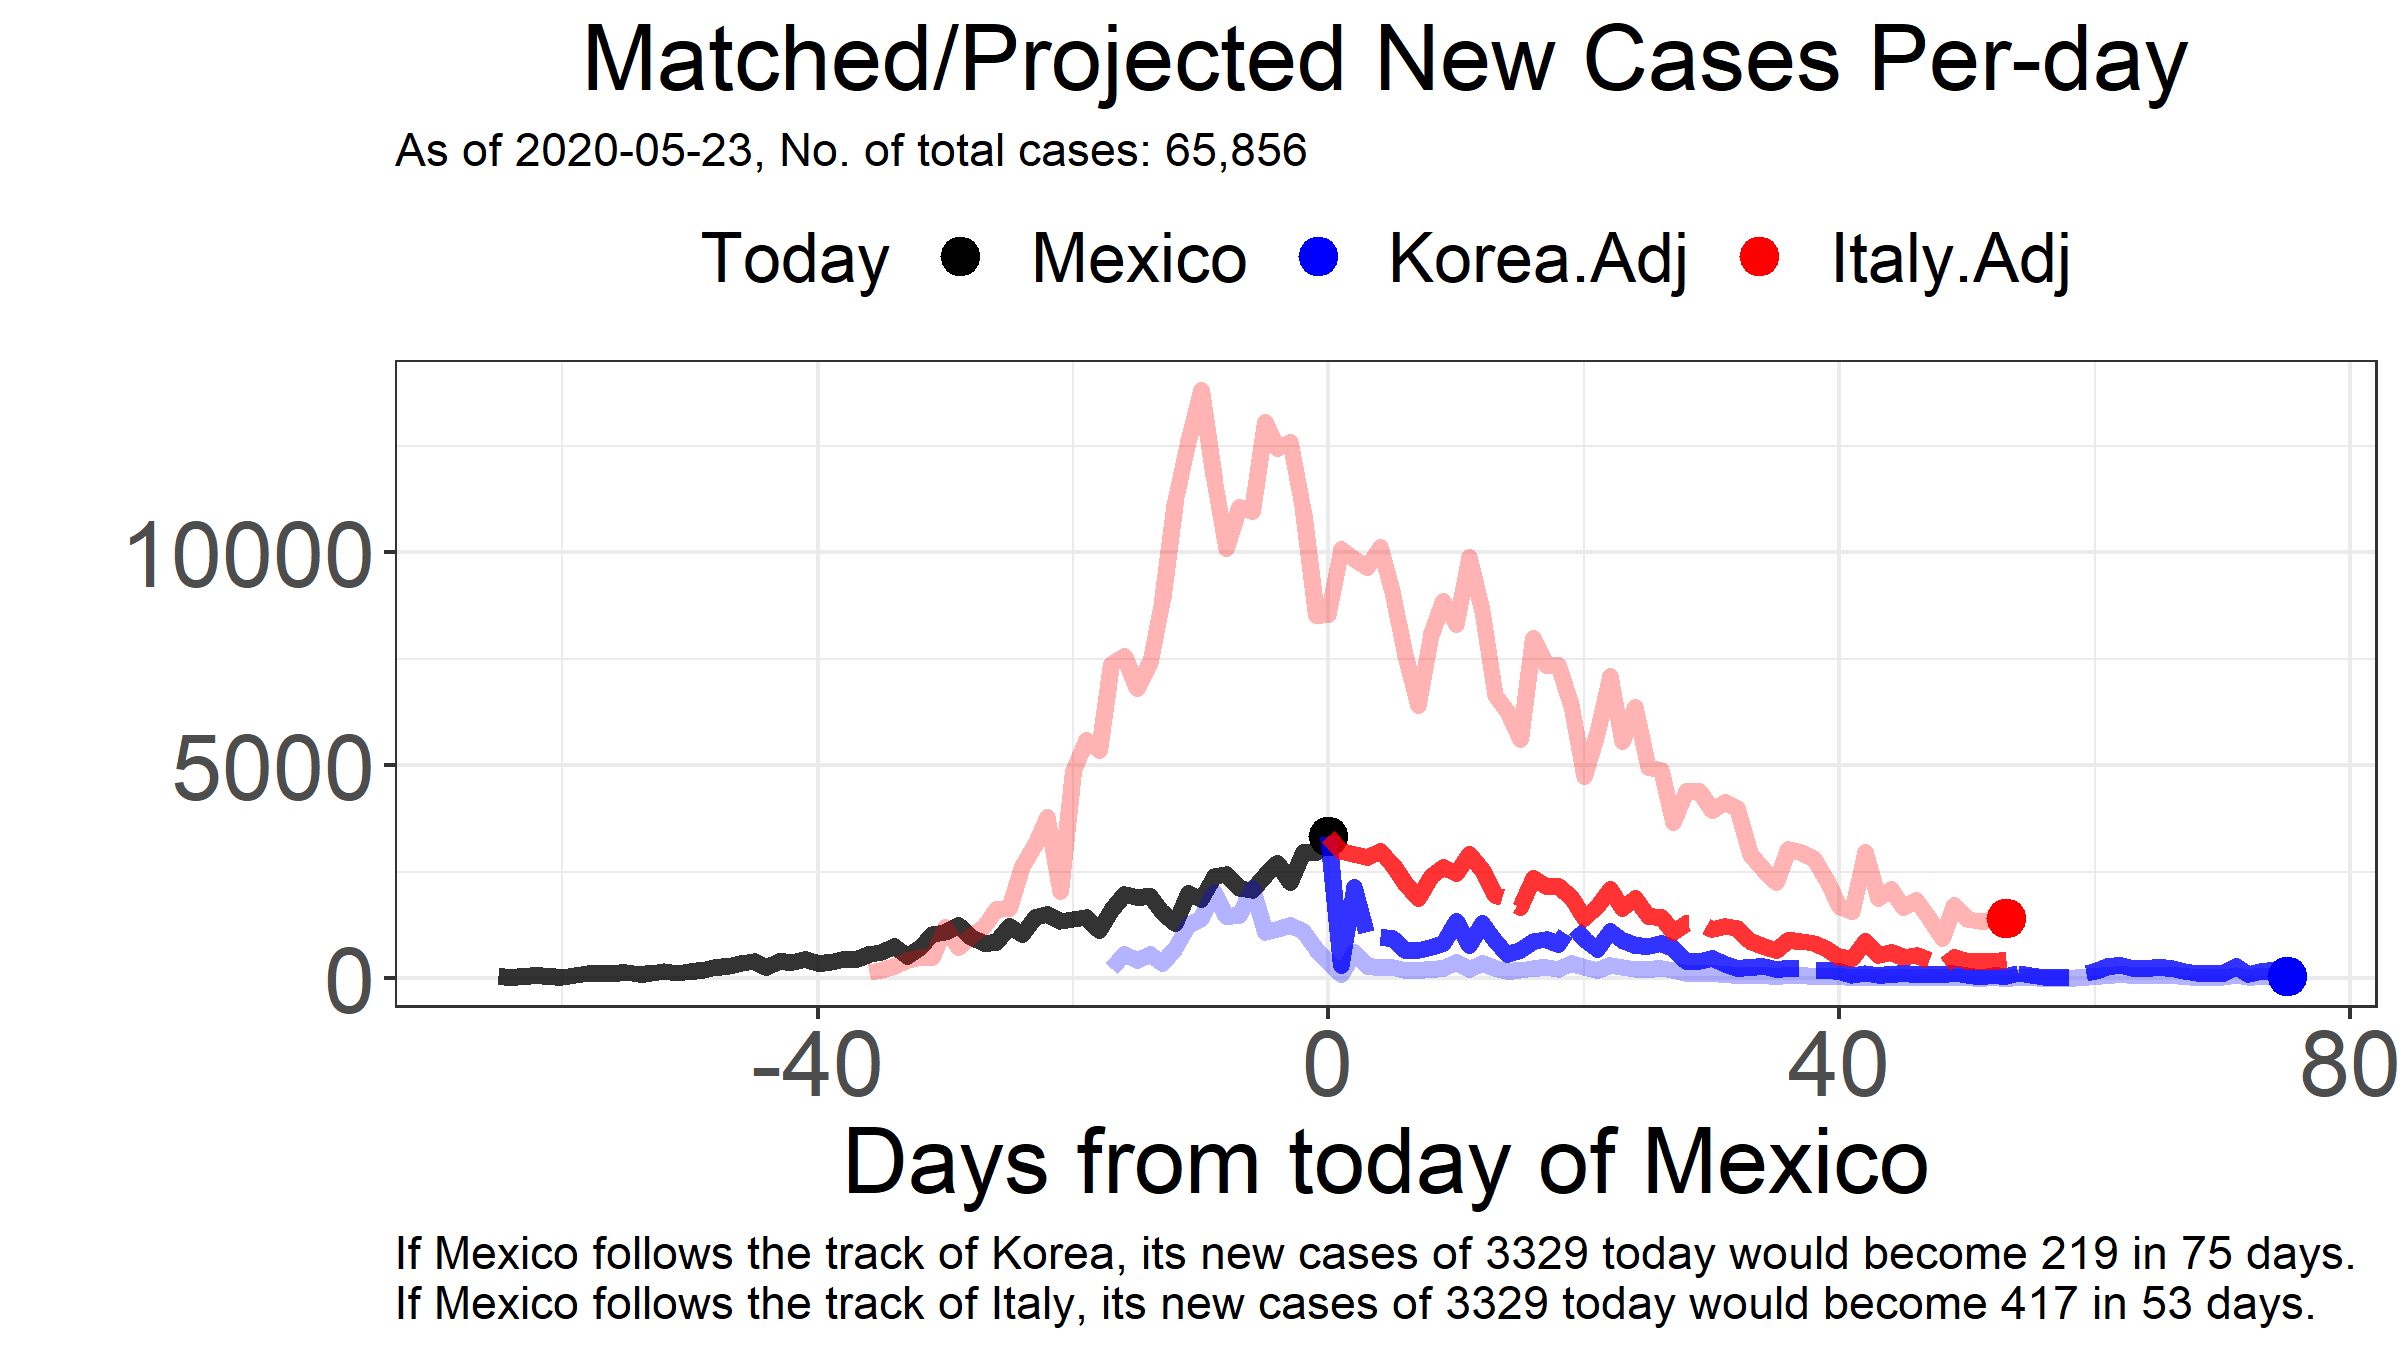 Matched/Projected New Cases Per-day
As of 2020-05-23, No. of total cases: 65,856
Today Mexico Korea.Adj Italy.Adj
10000
5000
0
-40 0 40 80
Days from today of Mexico
If Mexico follows the track of Korea, its new cases of 3329 today would become 219 in 75 days.
If Mexico follows the track of Italy, its new cases of 3329 today would become 417 in 53 days.